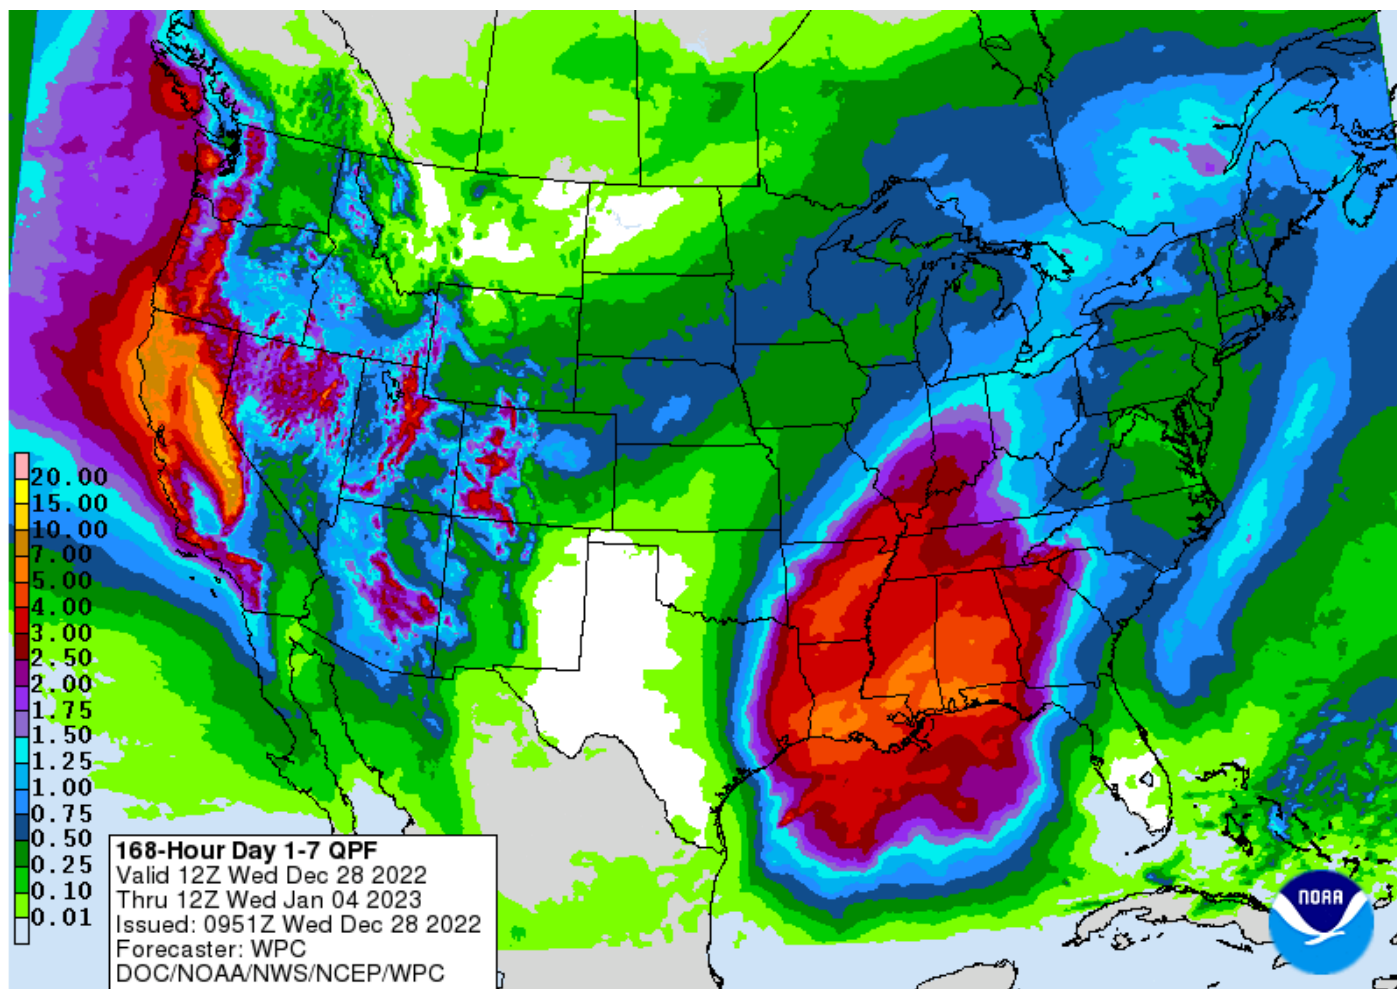 20.00
15.00
10.00
7.00
5.00
4.00
3.00
2.50
2.00
1.75
1.50
1.25
1.00
0.75
0.50
0.25
0.10
0.01
168-Hour Day 1-7 QPF
Valid 12Z Wed Dec 28 2022
Thru 12Z Wed Jan 04 2023
Issued: 0951Z Wed Dec 28 2022
Forecaster: WPC
DOC/NOAA/NWS/NCEP/WPC
NOAA